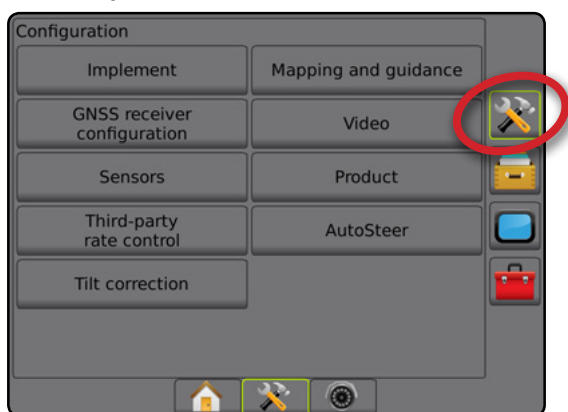 Configuration
Implement
Mapping and guidance
GNSS receiver
configuration
Video
Sensors
Product
Third-party
rate control
AutoSteer
Tilt correction